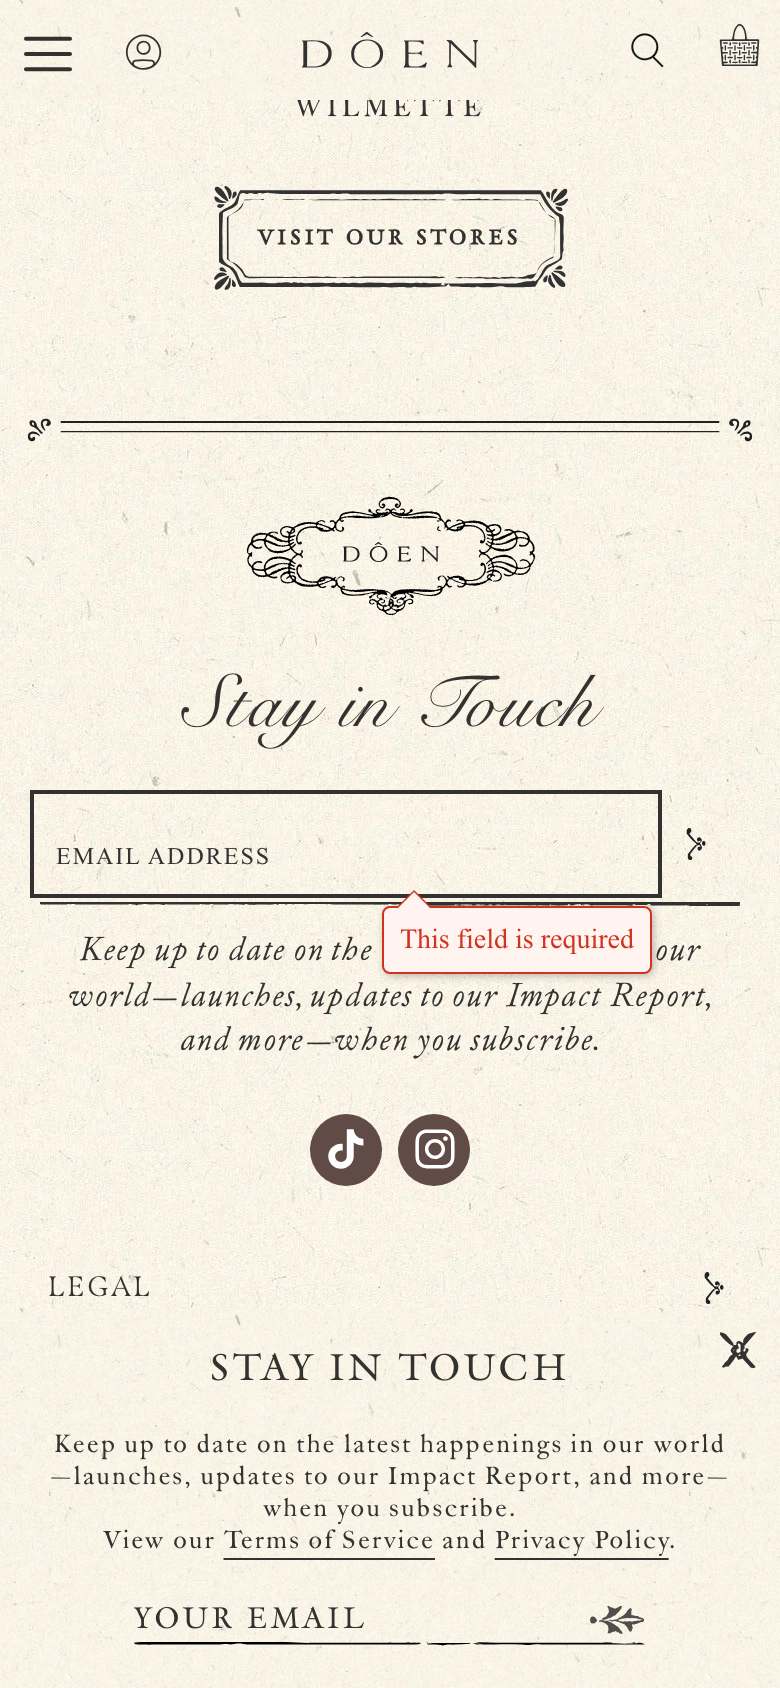 DÔEN
WILMETTE
VISIT OUR STORES
DÔEN
Stay in Touch
EMAIL ADDRESS
This field is required
Keep up to date on the our
world—launches, updates to our Impact Report,
and more—when you subscribe.
LEGAL
STAY IN TOUCH
Keep up to date on the latest happenings in our world
—launches, updates to our Impact Report, and more—
when you subscribe.
View our Terms of Service and Privacy Policy.
YOUR EMAIL